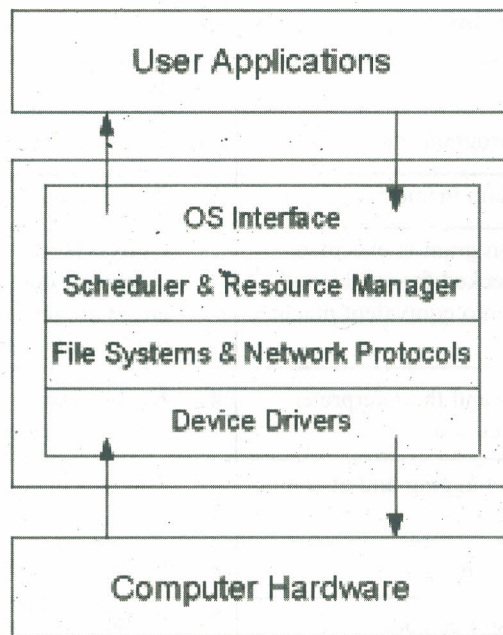 User Applications
OS Interface
Scheduler & Resource Manager
File Systems & Network Protocols
Device Drivers
Computer Hardware